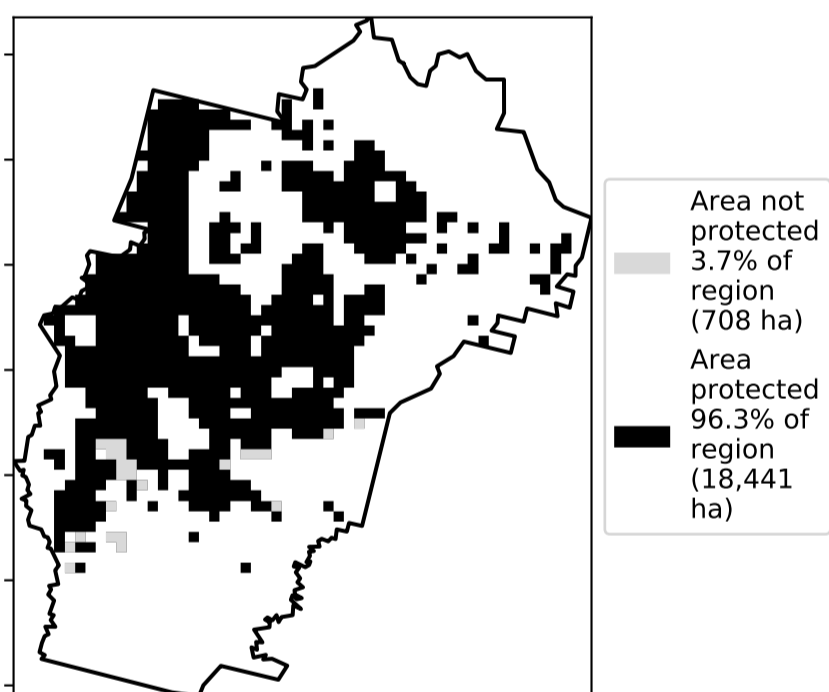 Area not
protected
3.7% of
region
(708 ha)
Area
protected
96.3% of
region
(18,441
ha)